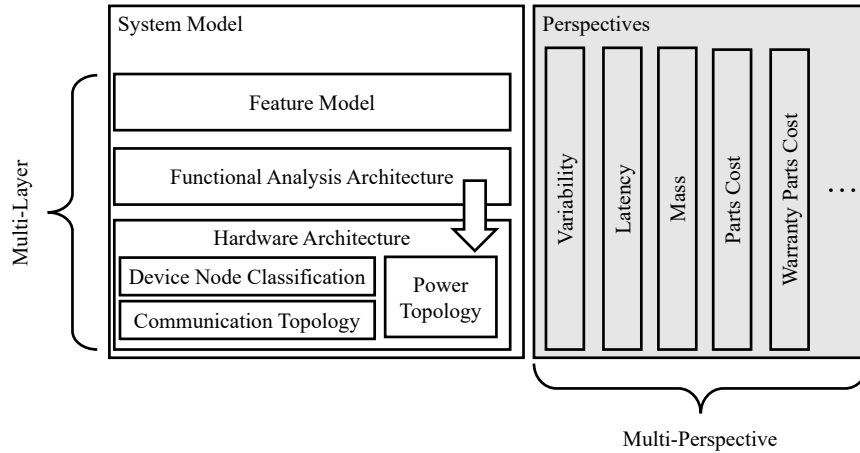 System Model
Feature Model
Functional Analysis Architecture
Hardware Architecture
Device Node Classification
Communication Topology
Power
Topology
Multi-Layer
Perspectives
Variability
Latency
Mass
Parts Cost
Warranty Parts Cost
...
Multi-Perspective